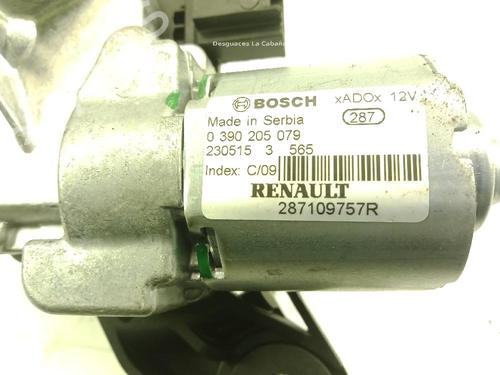 Desguaces La Cabaña
BOSCH xADOx 12V
Made in Serbia 287
0 390 205 079
230515 3 565
Index: C/09
RENAULT
287109757R